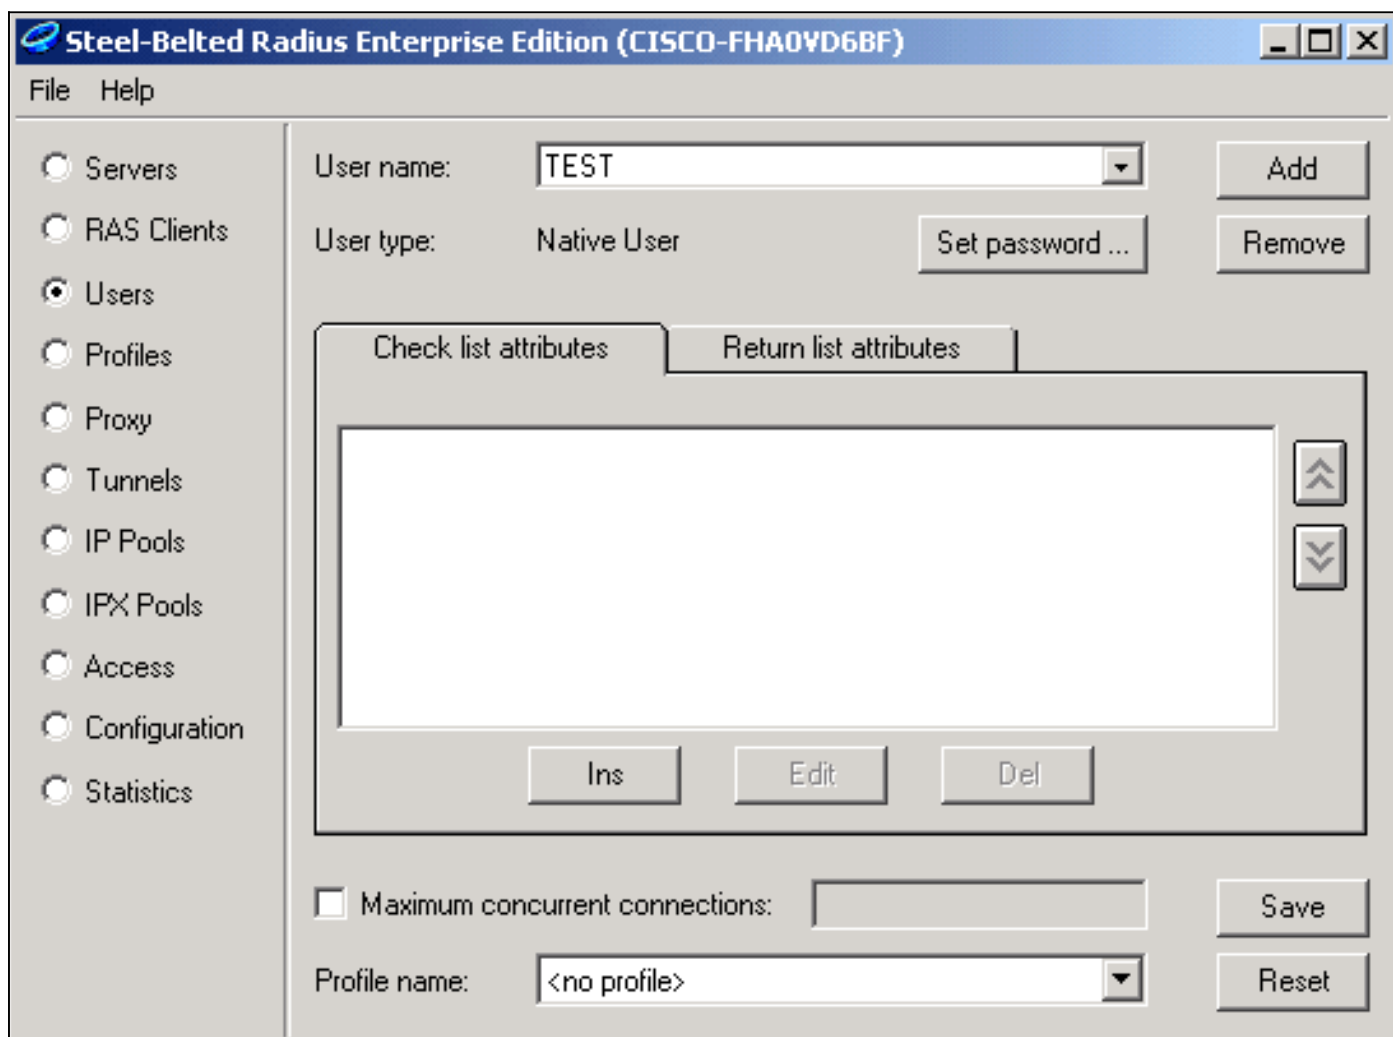 Steel-Belted Radius Enterprise Edition (CISCO-FHA0VD6BF)
File Help
Servers
RAS Clients
Users
Profiles
Proxy
Tunnels
IP Pools
IPX Pools
Access
Configuration
Statistics
User name: TEST Add
User type: Native User Set password ... Remove
Check list attributes Return list attributes
Ins Edit Del
Maximum concurrent connections: Save
Profile name: <no profile> Reset